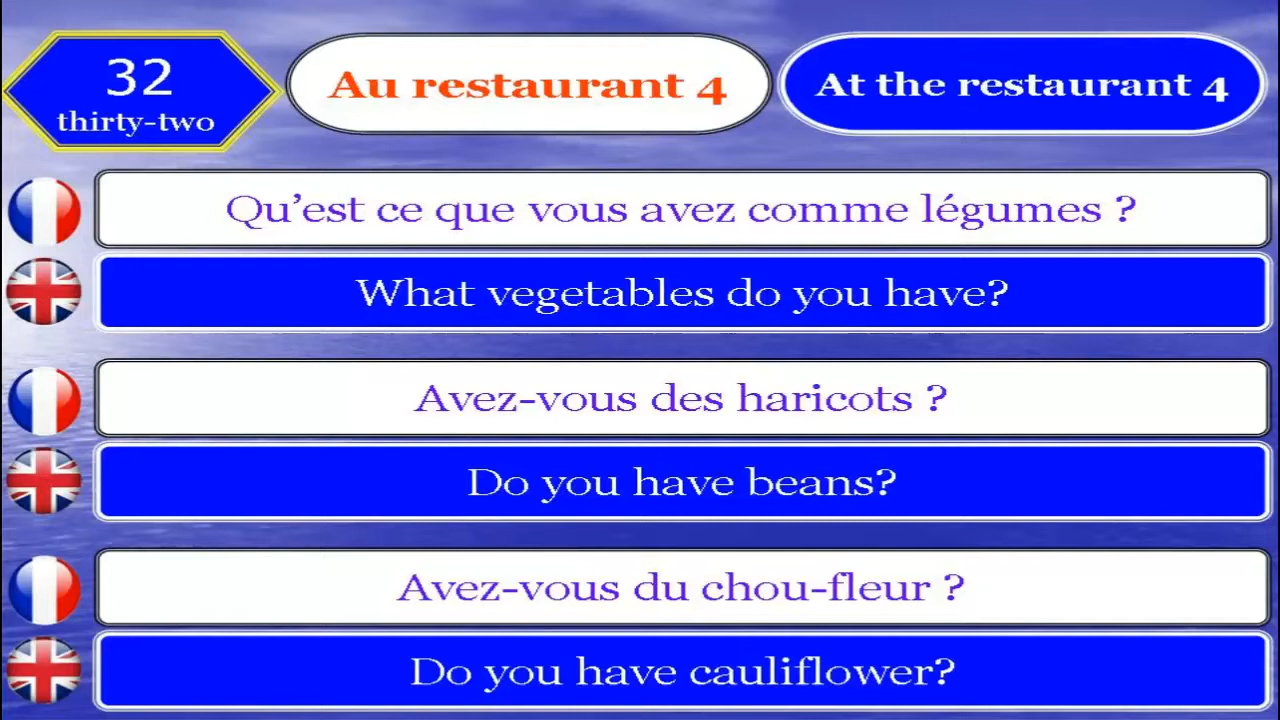 32
thirty-two
Au restaurant 4
At the restaurant 4
Qu’est ce que vous avez comme légumes ?
What vegetables do you have?
Avez-vous des haricots ?
Do you have beans?
Avez-vous du chou-fleur ?
Do you have cauliflower?